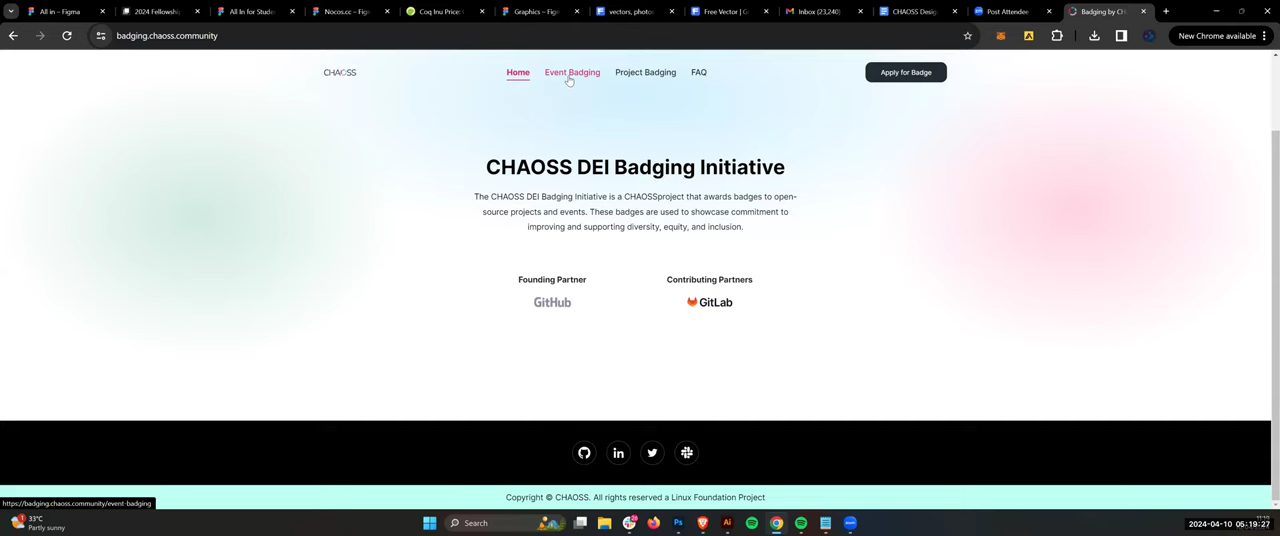 All in – Figma
2024 Fellowship
All In for Stude
Nocos.cc – Fig
Coq Inu Price:
Graphics – Fig
vectors, photo
Free Vector | G
Inbox (23,240)
CHAOSS Desig
Post Attendee
Badging by CH
badging.chaoss.community
New Chrome available
CHAOSS
Home
Event Badging
Project Badging
FAQ
Apply for Badge
CHAOSS DEI Badging Initiative
The CHAOSS DEI Badging Initiative is a CHAOSSproject that awards badges to open-
source projects and events. These badges are used to showcase commitment to
improving and supporting diversity, equity, and inclusion.
Founding Partner
Contributing Partners
GitHub
GitLab
Copyright © CHAOSS. All rights reserved a Linux Foundation Project
https://badging.chaoss.community/event-badging
33°C
Partly sunny
Search
2024-04-10 05:19:27